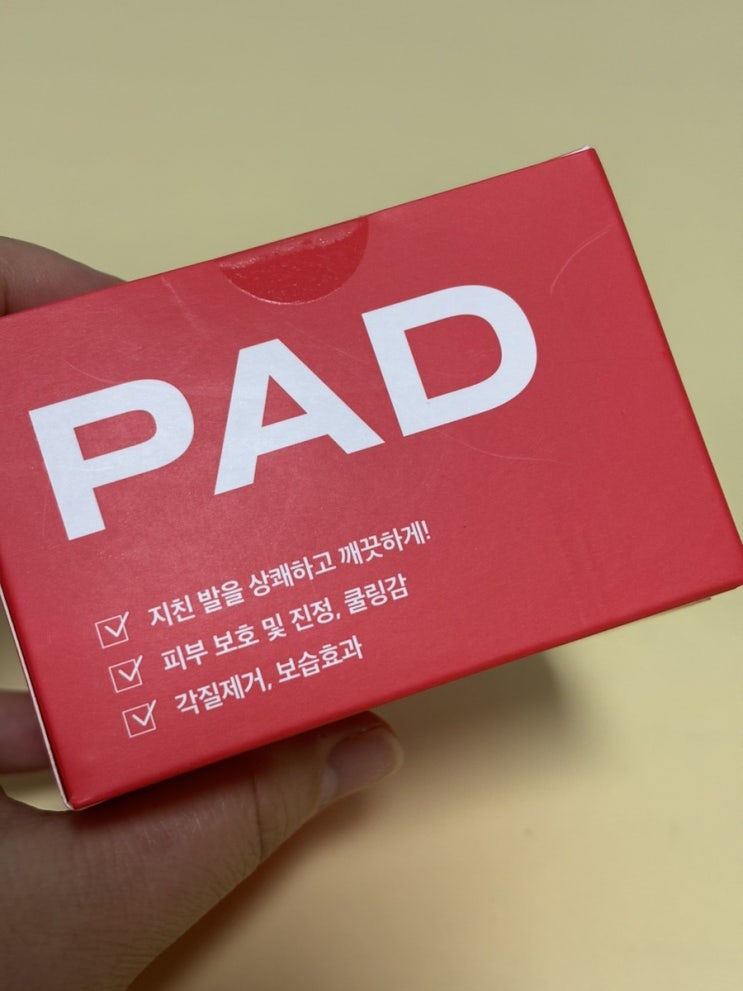 PAD
지친 발을 상쾌하고 깨끗하게!
피부 보호 및 진정, 쿨링감
각질제거, 보습효과